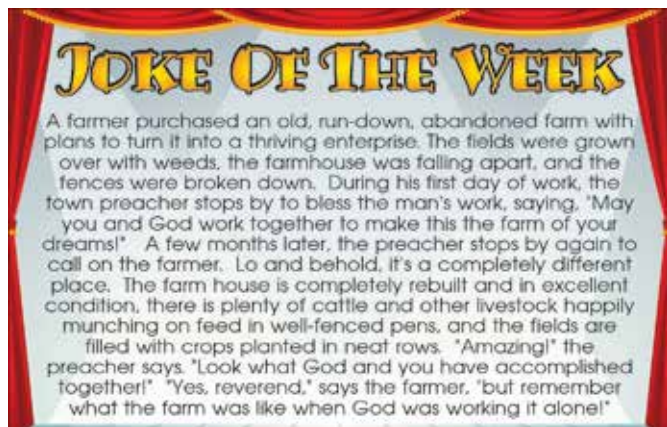 JOKE OF THE WEEK
A farmer purchased an old, run-down, abandoned farm with
plans to turn it into a thriving enterprise. The fields were grown
over with weeds, the farmhouse was falling apart, and the
fences were broken down.  During his first day of work, the
town preacher stops by to bless the man's work, saying, "May
you and God work together to make this the farm of your
dreams!"   A few months later, the preacher stops by again to
call on the farmer.  Lo and behold, it's a completely different
place.  The farm house is completely rebuilt and in excellent
condition, there is plenty of cattle and other livestock happily
munching on feed in well-fenced pens, and the fields are
filled with crops planted in neat rows.  "Amazing!" the
preacher says. "Look what God and you have accomplished
together!"  "Yes, reverend," says the farmer, "but remember
what the farm was like when God was working it alone!"